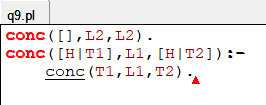 q9.pl
conc([],L2,L2).
conc([H|T1],L1,[H|T2]):-
conc(T1,L1,T2).